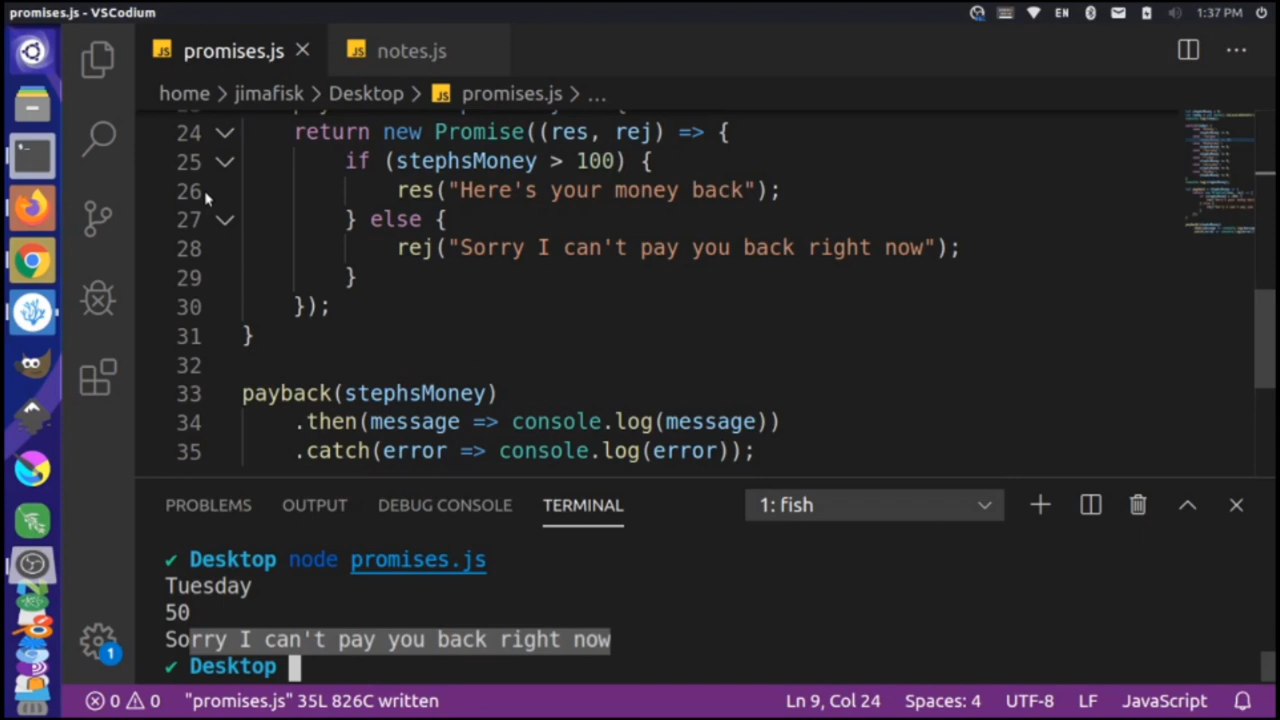 promises.js - VSCodium
EN
1:37 PM
JS promises.js
JS notes.js
home > jimafisk > Desktop > JS promises.js > ...
24 return new Promise((res, rej) => {
25 if (stephsMoney > 100) {
26 res("Here's your money back");
27 } else {
28 rej("Sorry I can't pay you back right now");
29 }
30 });
31 }
32
33 payback(stephsMoney)
34 .then(message => console.log(message))
35 .catch(error => console.log(error));
PROBLEMS OUTPUT DEBUG CONSOLE TERMINAL 1: fish
✔ Desktop node promises.js
Tuesday
50
Sorry I can't pay you back right now
✔ Desktop
1
0 0 "promises.js" 35L 826C written Ln 9, Col 24 Spaces: 4 UTF-8 LF JavaScript